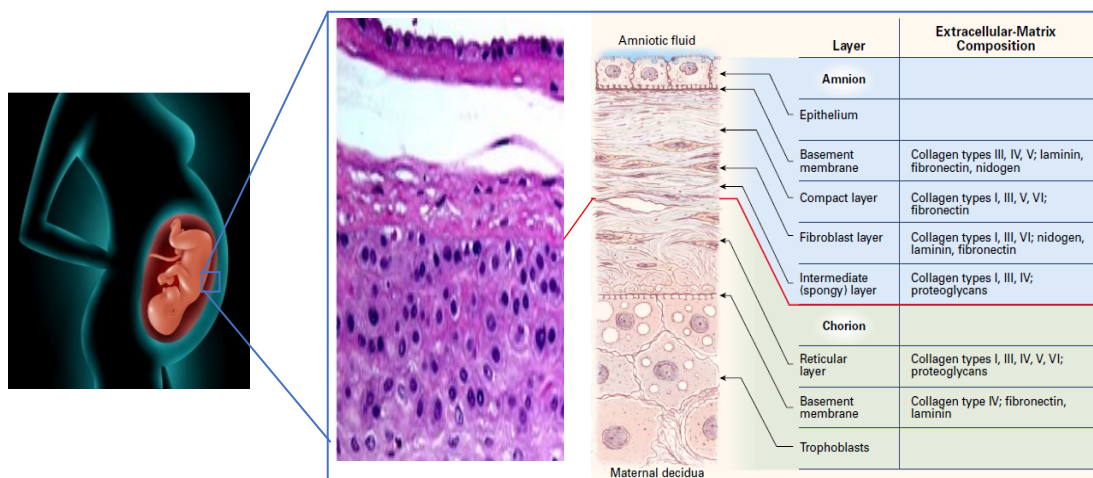 Amniotic fluid
Layer
Extracellular-Matrix
Composition
Amnion
Epithelium
Basement
membrane
Collagen types III, IV, V; laminin,
fibronectin, nidogen
Compact layer
Collagen types I, III, V, VI;
fibronectin
Fibroblast layer
Collagen types I, III, VI; nidogen,
laminin, fibronectin
Intermediate
(spongy) layer
Collagen types I, III, IV;
proteoglycans
Chorion
Reticular
layer
Collagen types I, III, IV, V, VI;
proteoglycans
Basement
membrane
Collagen type IV; fibronectin,
laminin
Trophoblasts
Maternal decidua